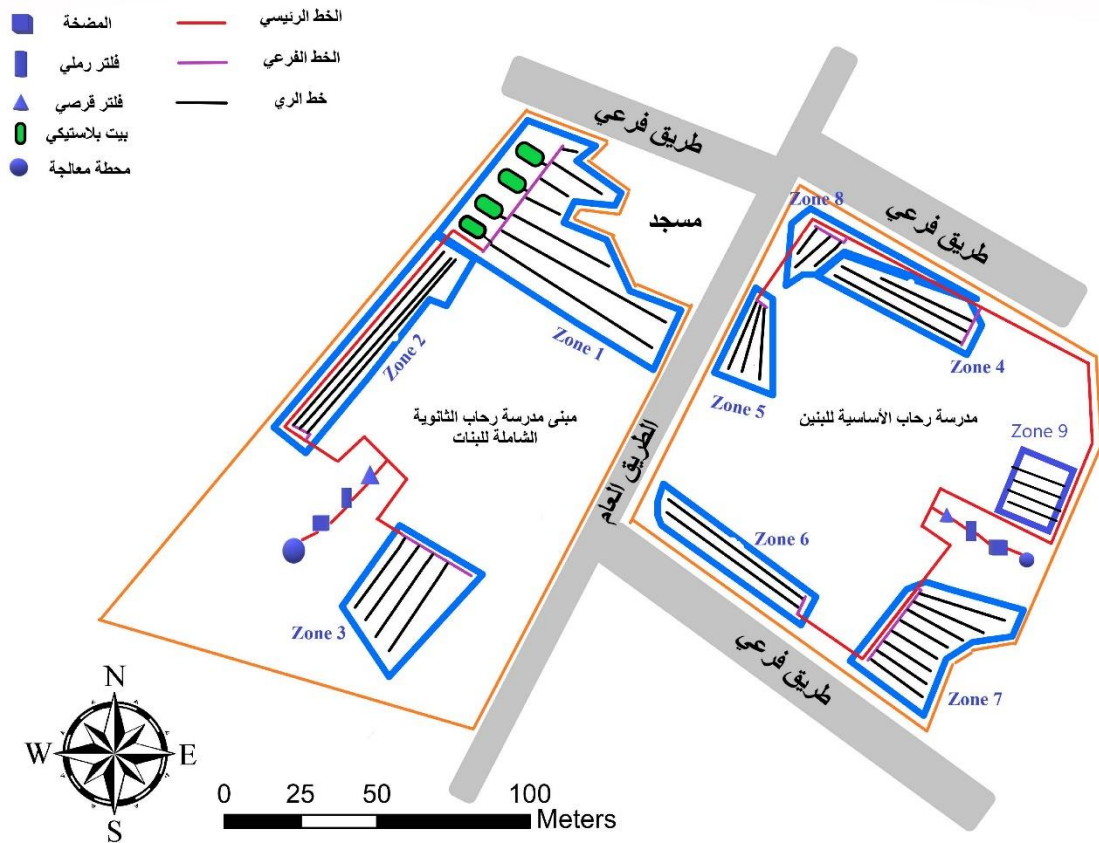 المضخة
الخط الرئيسي
فلتر رملي
الخط الفرعي
فلتر قرصي
خط الري
بيت بلاستيكي
محطة معالجة
طريق فرعي
طريق فرعي
مسجد
Zone 8
Zone 4
Zone 5
Zone 1
Zone 2
مبنى مدرسة رحاب الثانوية
الشاملة للبنات
مدرسة رحاب الأساسية للبنين
Zone 9
الطريق العام
Zone 6
Zone 3
Zone 7
طريق فرعي
N
W
E
S
0 25 50 100
Meters